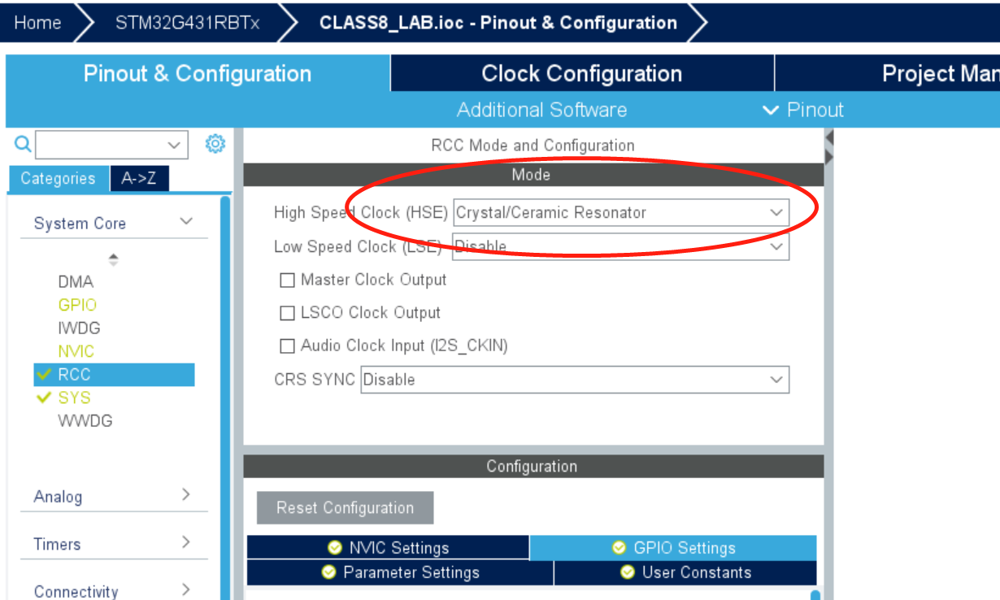 Home STM32G431RBTx CLASS8_LAB.ioc - Pinout & Configuration
Pinout & Configuration Clock Configuration Project Man
Additional Software Pinout
RCC Mode and Configuration
Categories A->Z
Mode
System Core
High Speed Clock (HSE) Crystal/Ceramic Resonator
Low Speed Clock (LSE) Disable
DMA
Master Clock Output
GPIO
LSCO Clock Output
IWDG
NVIC
Audio Clock Input (I2S_CKIN)
RCC
CRS SYNC Disable
SYS
WWDG
Configuration
Analog
Reset Configuration
Timers
NVIC Settings GPIO Settings
Parameter Settings User Constants
Connectivity